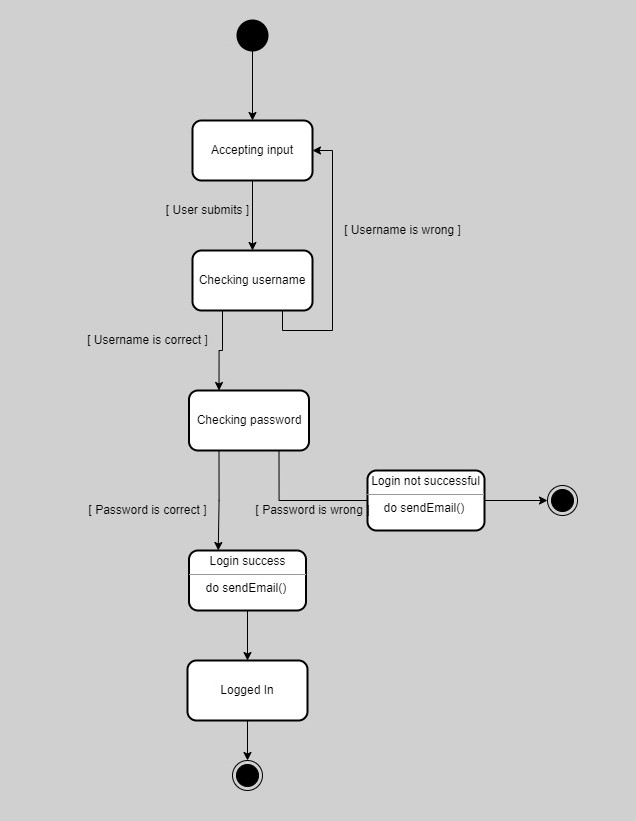 Accepting input
[ User submits ]
[ Username is wrong ]
Checking username
[ Username is correct ]
Checking password
Login not successful
do sendEmail()
[ Password is correct ]
[ Password is wrong ]
Login success
do sendEmail()
Logged In